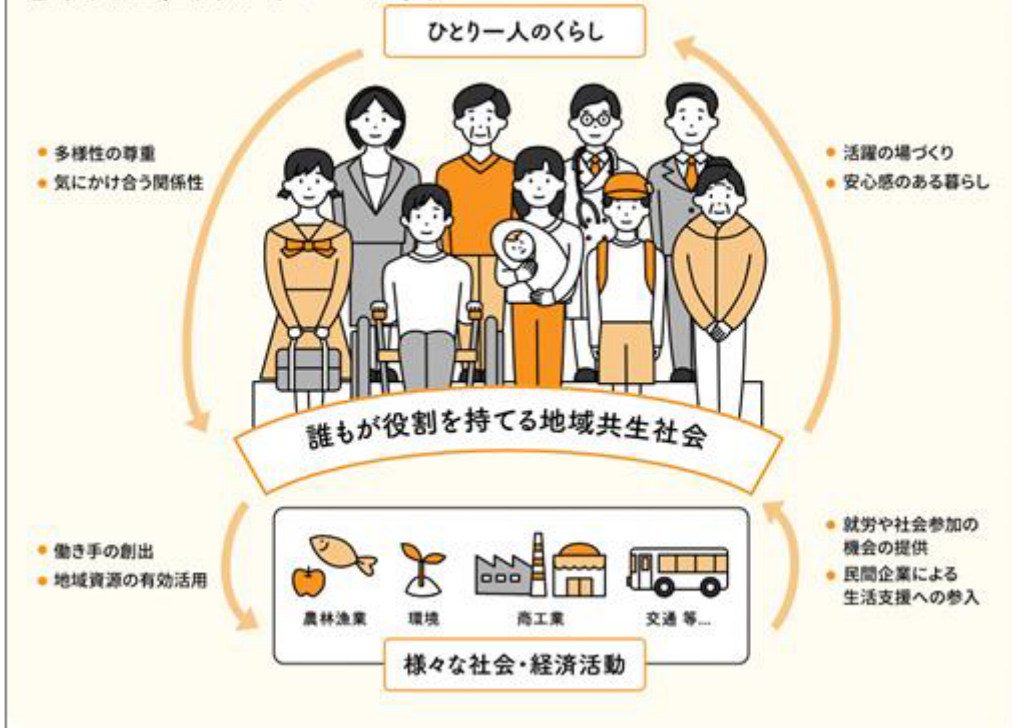 ひとり一人のくらし
多様性の尊重
気にかけ合う関係性
活躍の場づくり
安心感のある暮らし
誰もが役割を持てる地域共生社会
働き手の創出
地域資源の有効活用
就労や社会参加の
機会の提供
民間企業による
生活支援への参入
農林漁業
環境
商工業
交通 等...
様々な社会・経済活動